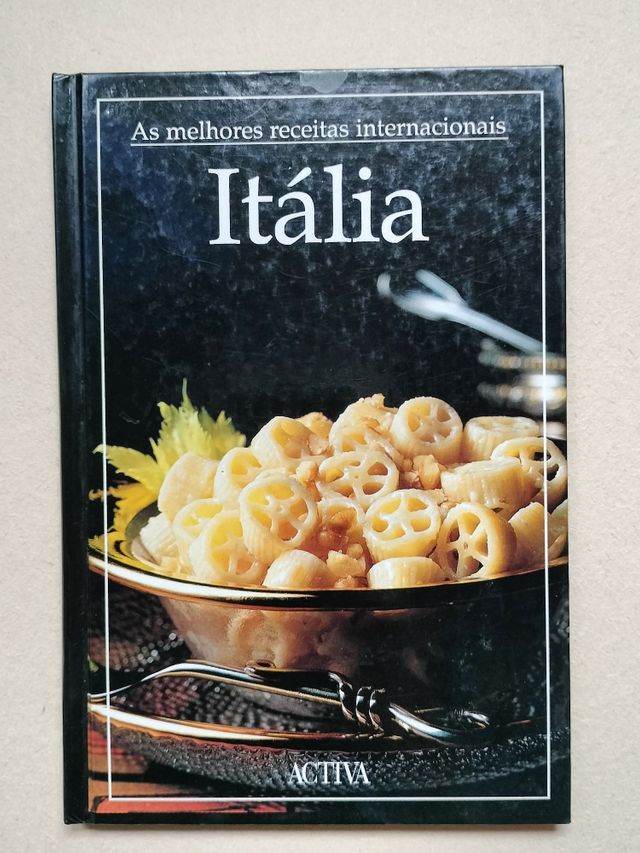 As melhores receitas internacionais
Itália
ACTIVA